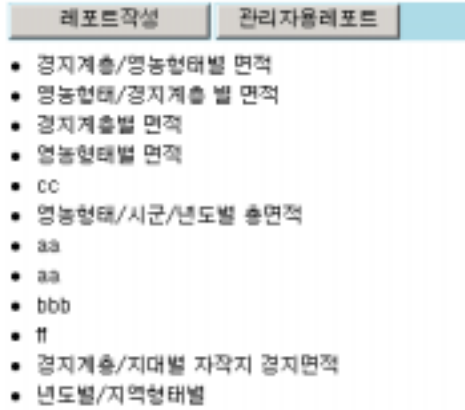 레포트작성 관리자용레포트
경지계층/영농형태별 면적
영농형태/경지계층 별 면적
경지계층별 면적
영농형태별 면적
cc
영농형태/시군/년도별 총면적
aa
aa
bbb
ff
경지계층/지대별 자작지 경지면적
년도별/지역형태별